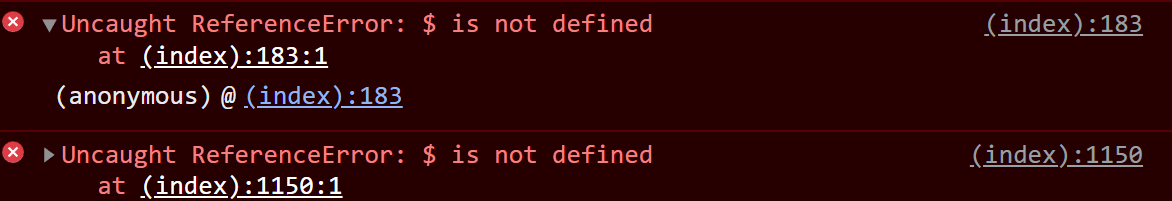 Uncaught ReferenceError: $ is not defined (index):183
at (index):183:1
(anonymous) @ (index):183
Uncaught ReferenceError: $ is not defined (index):1150
at (index):1150:1